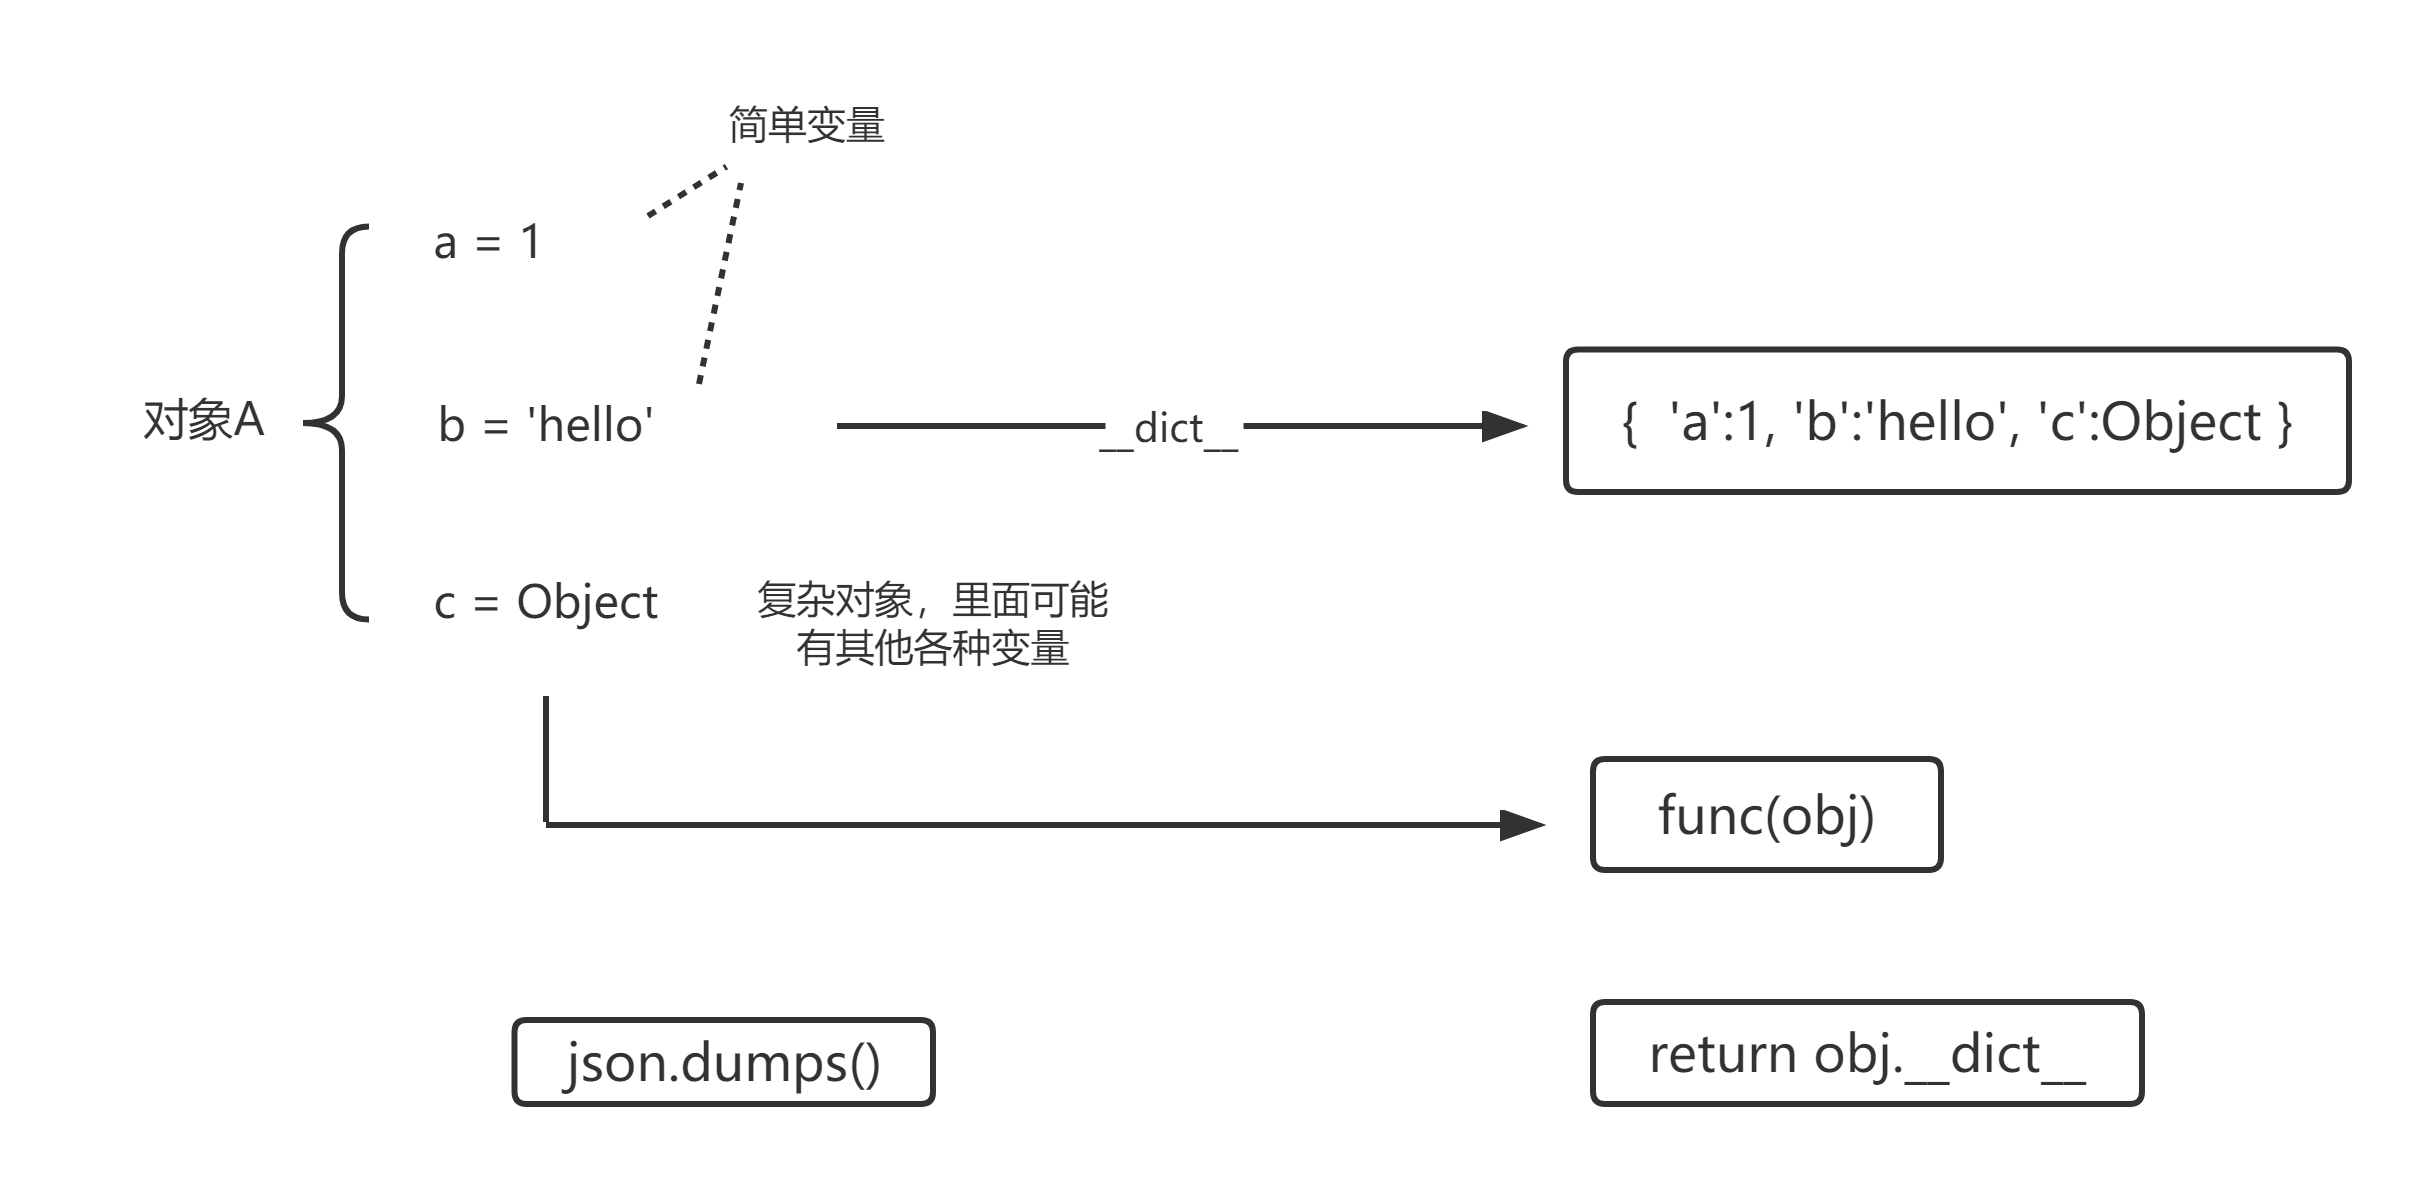 简单变量
a = 1
对象A
b = 'hello'
__dict__
{  'a':1, 'b':'hello', 'c':Object }
c = Object
复杂对象，里面可能
有其他各种变量
func(obj)
json.dumps()
return obj.__dict__